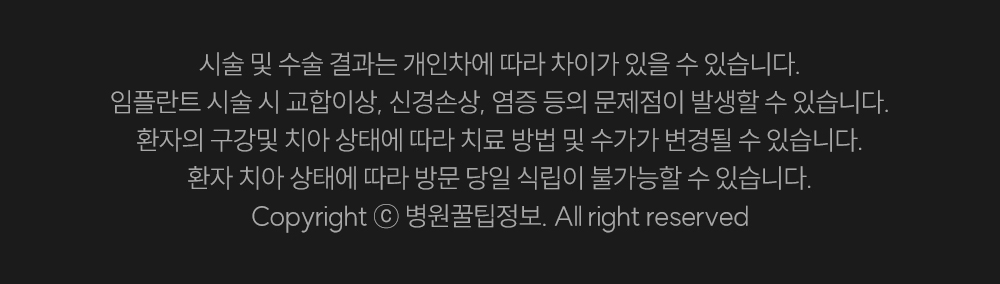 시술 및 수술 결과는 개인차에 따라 차이가 있을 수 있습니다.
임플란트 시술 시 교합이상, 신경손상, 염증 등의 문제점이 발생할 수 있습니다.
환자의 구강및 치아 상태에 따라 치료 방법 및 수가가 변경될 수 있습니다.
환자 치아 상태에 따라 방문 당일 식립이 불가능할 수 있습니다.
Copyright ⓒ 병원꿀팁정보. All right reserved